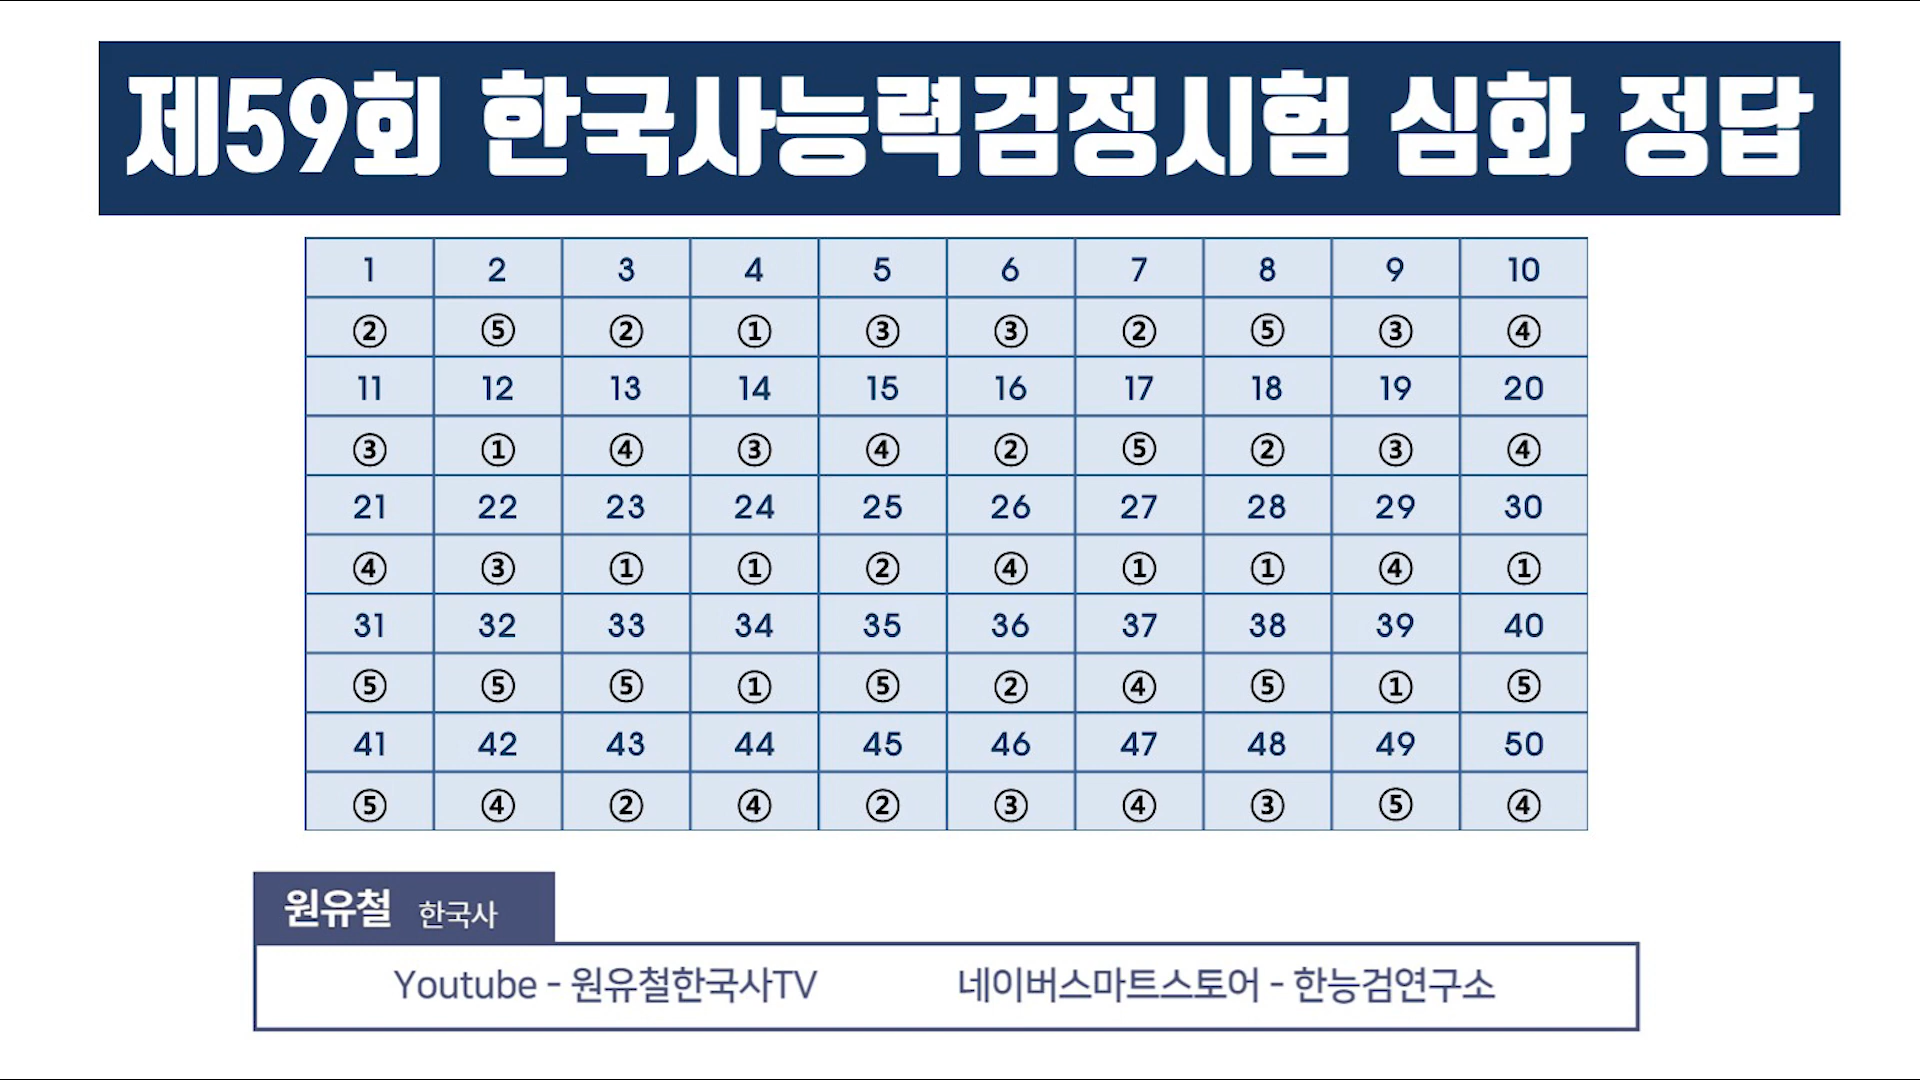 제59회 한국사능력검정시험 심화 정답
1 2 3 4 5 6 7 8 9 10
② ⑤ ② ① ③ ③ ② ⑤ ③ ④
11 12 13 14 15 16 17 18 19 20
③ ① ④ ③ ④ ② ⑤ ② ③ ④
21 22 23 24 25 26 27 28 29 30
④ ③ ① ① ② ④ ① ① ④ ①
31 32 33 34 35 36 37 38 39 40
⑤ ⑤ ⑤ ① ⑤ ② ④ ⑤ ① ⑤
41 42 43 44 45 46 47 48 49 50
⑤ ④ ② ④ ② ③ ④ ③ ⑤ ④
원유철 한국사
Youtube - 원유철한국사TV 네이버스마트스토어 - 한능검연구소